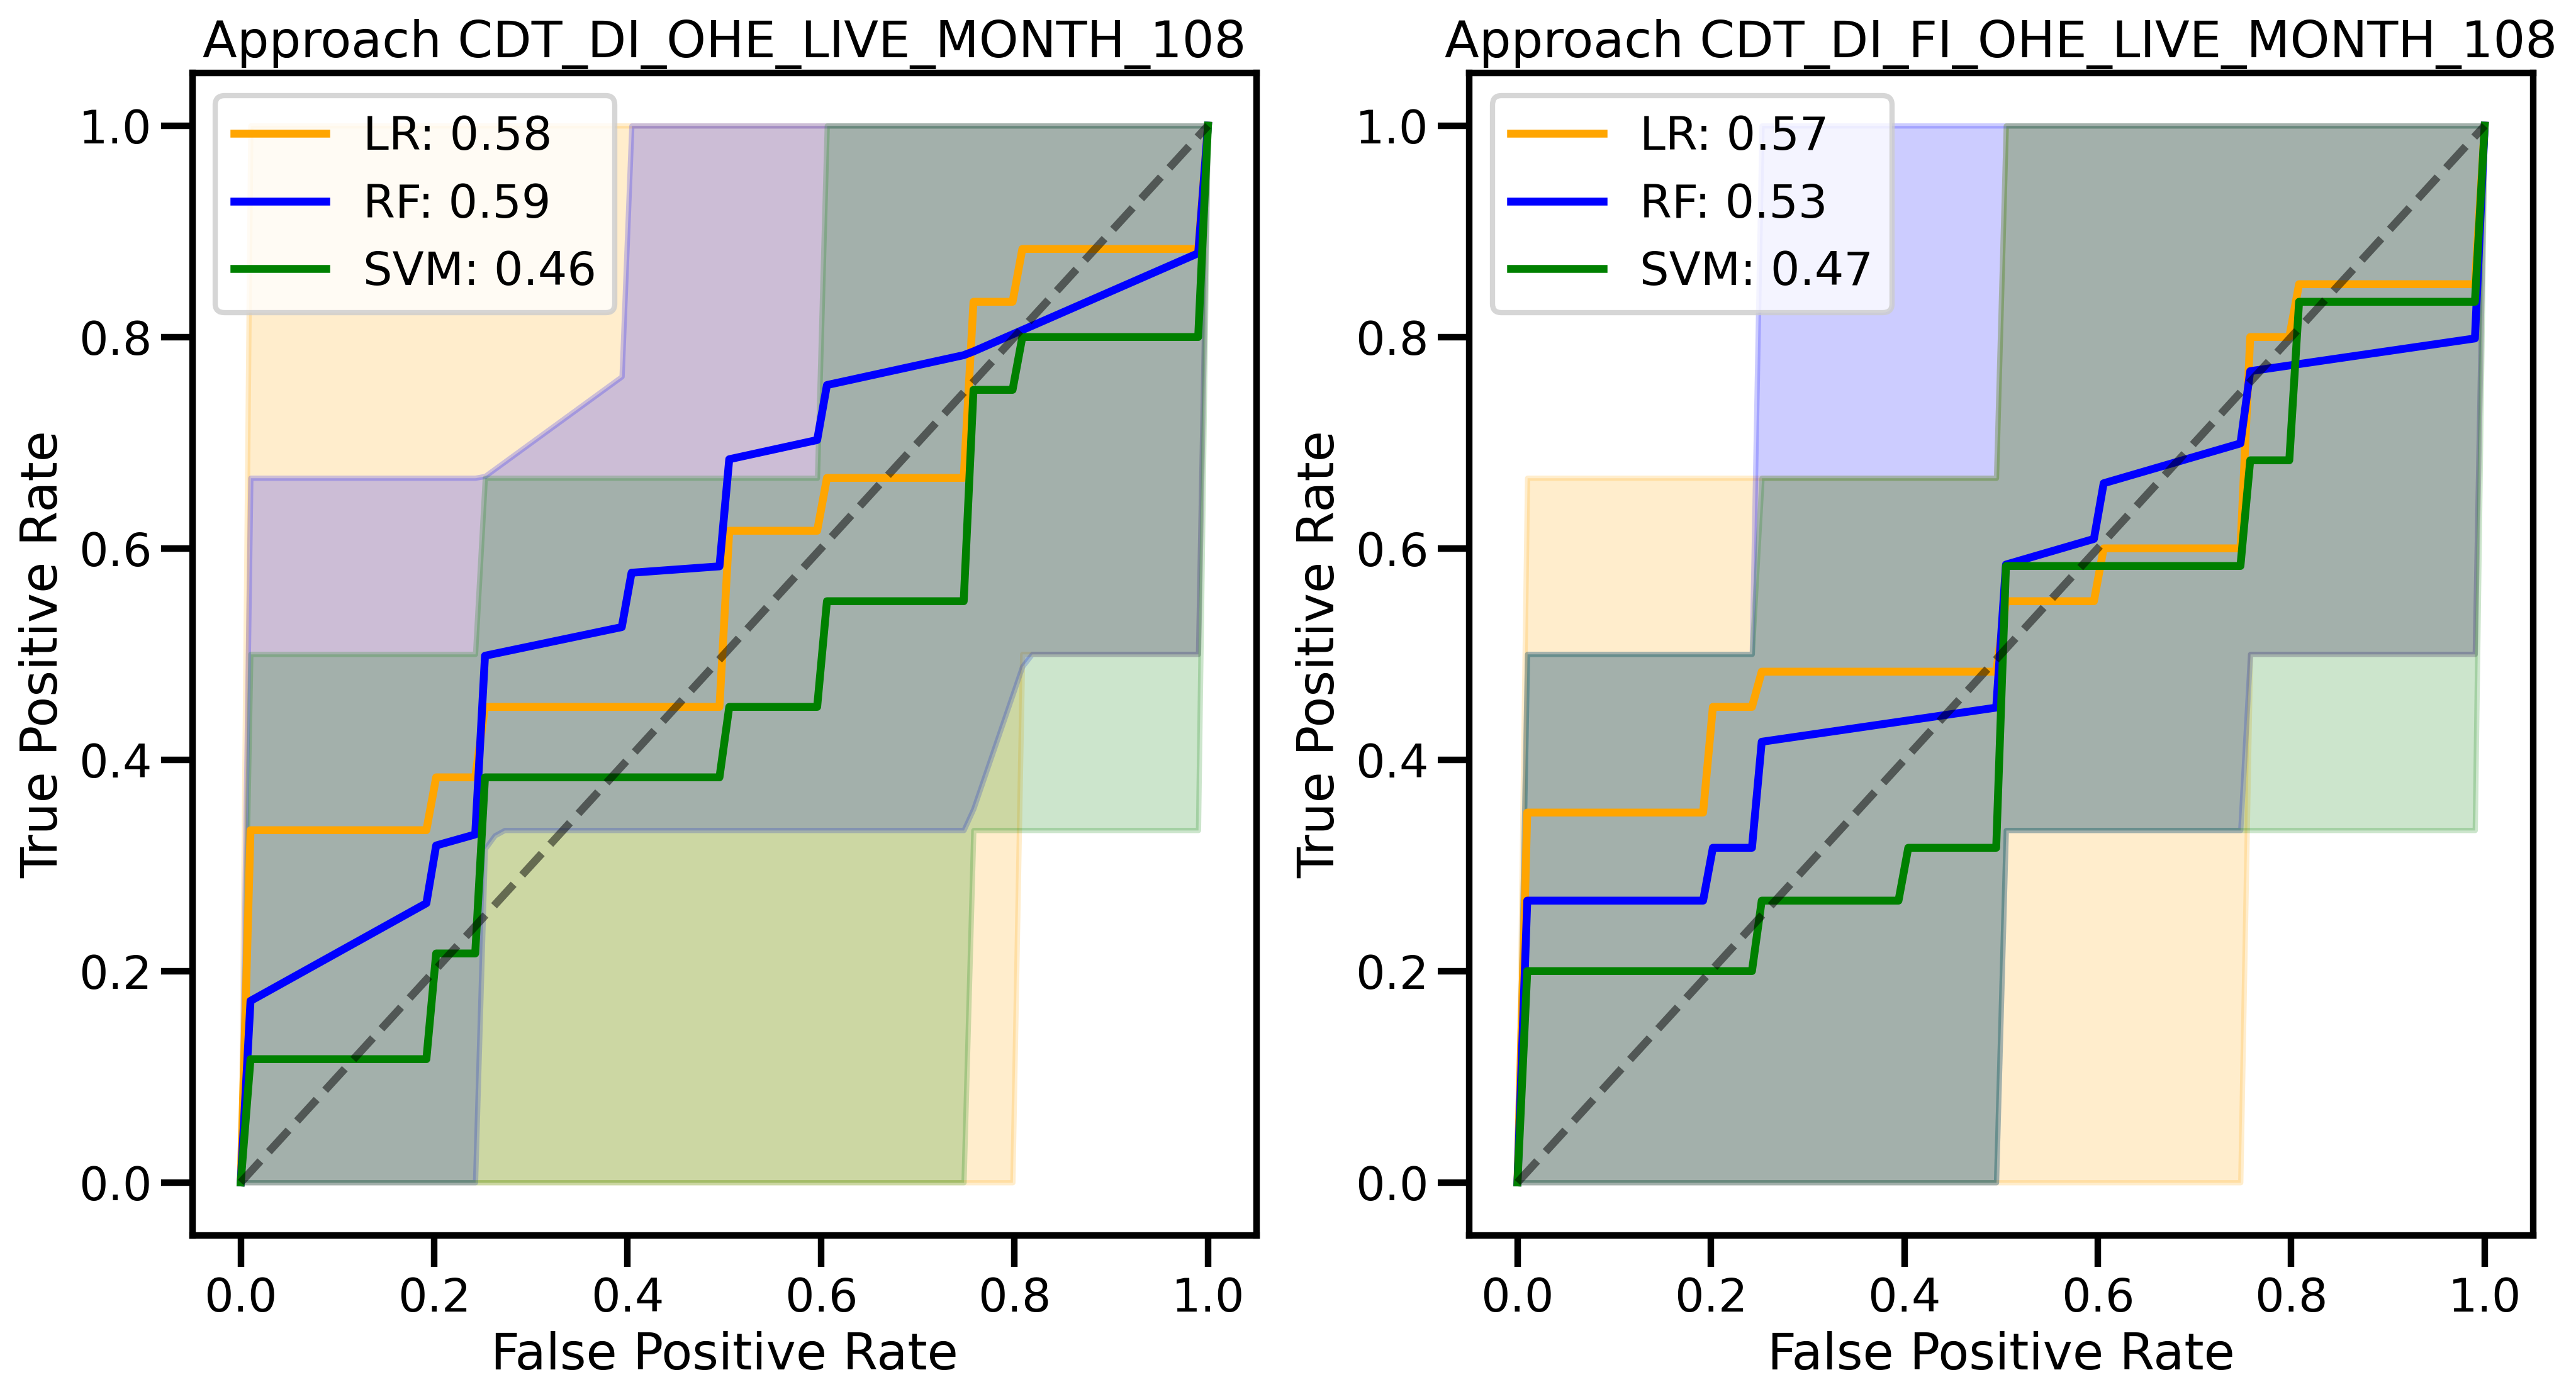 Approach CDT_DI_OHE_LIVE_MONTH_108
LR: 0.58
RF: 0.59
SVM: 0.46
True Positive Rate
1.0
0.8
0.6
0.4
0.2
0.0
0.0 0.2 0.4 0.6 0.8 1.0
False Positive Rate
Approach CDT_DI_FI_OHE_LIVE_MONTH_108
LR: 0.57
RF: 0.53
SVM: 0.47
True Positive Rate
1.0
0.8
0.6
0.4
0.2
0.0
0.0 0.2 0.4 0.6 0.8 1.0
False Positive Rate